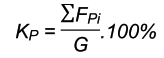 K_P = ΣF_Pi / G .100%